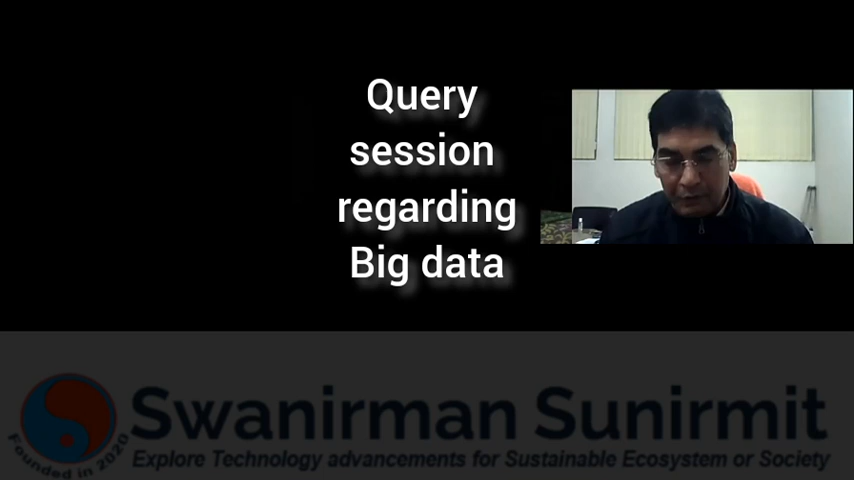 Query
session
regarding
Big data
Swanirman Sunirmit
Founded in 2020
Explore Technology advancements for Sustainable Ecosystem or Society